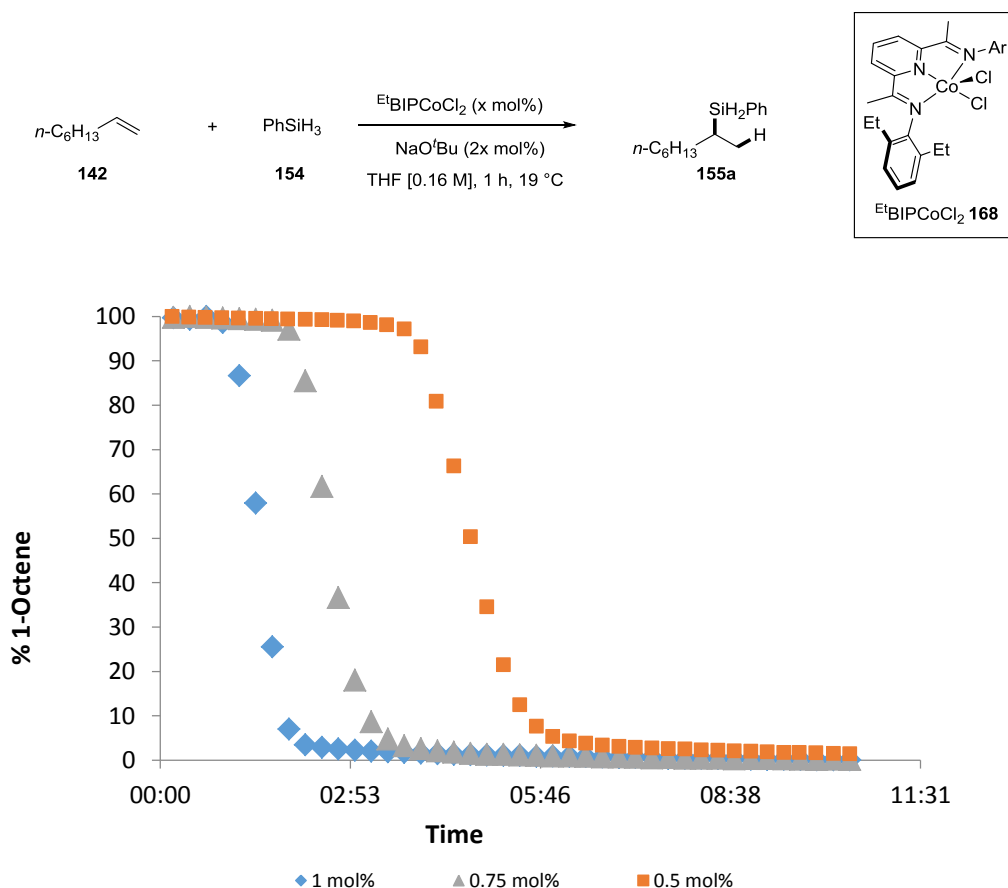 ᴱᵗBIPCoCl₂ (x mol%)
n-C₆H₁₃ + PhSiH₃
NaOᵗBu (2x mol%)
THF [0.16 M], 1 h, 19 °C
SiH₂Ph
n-C₆H₁₃ H
142 154 155a
N Ar
N Co Cl
Cl
N
Et
Et
ᴱᵗBIPCoCl₂ 168
100
90
80
70
60
50
40
30
20
10
0
% 1-Octene
00:00 02:53 05:46 08:38 11:31
Time
1 mol% 0.75 mol% 0.5 mol%